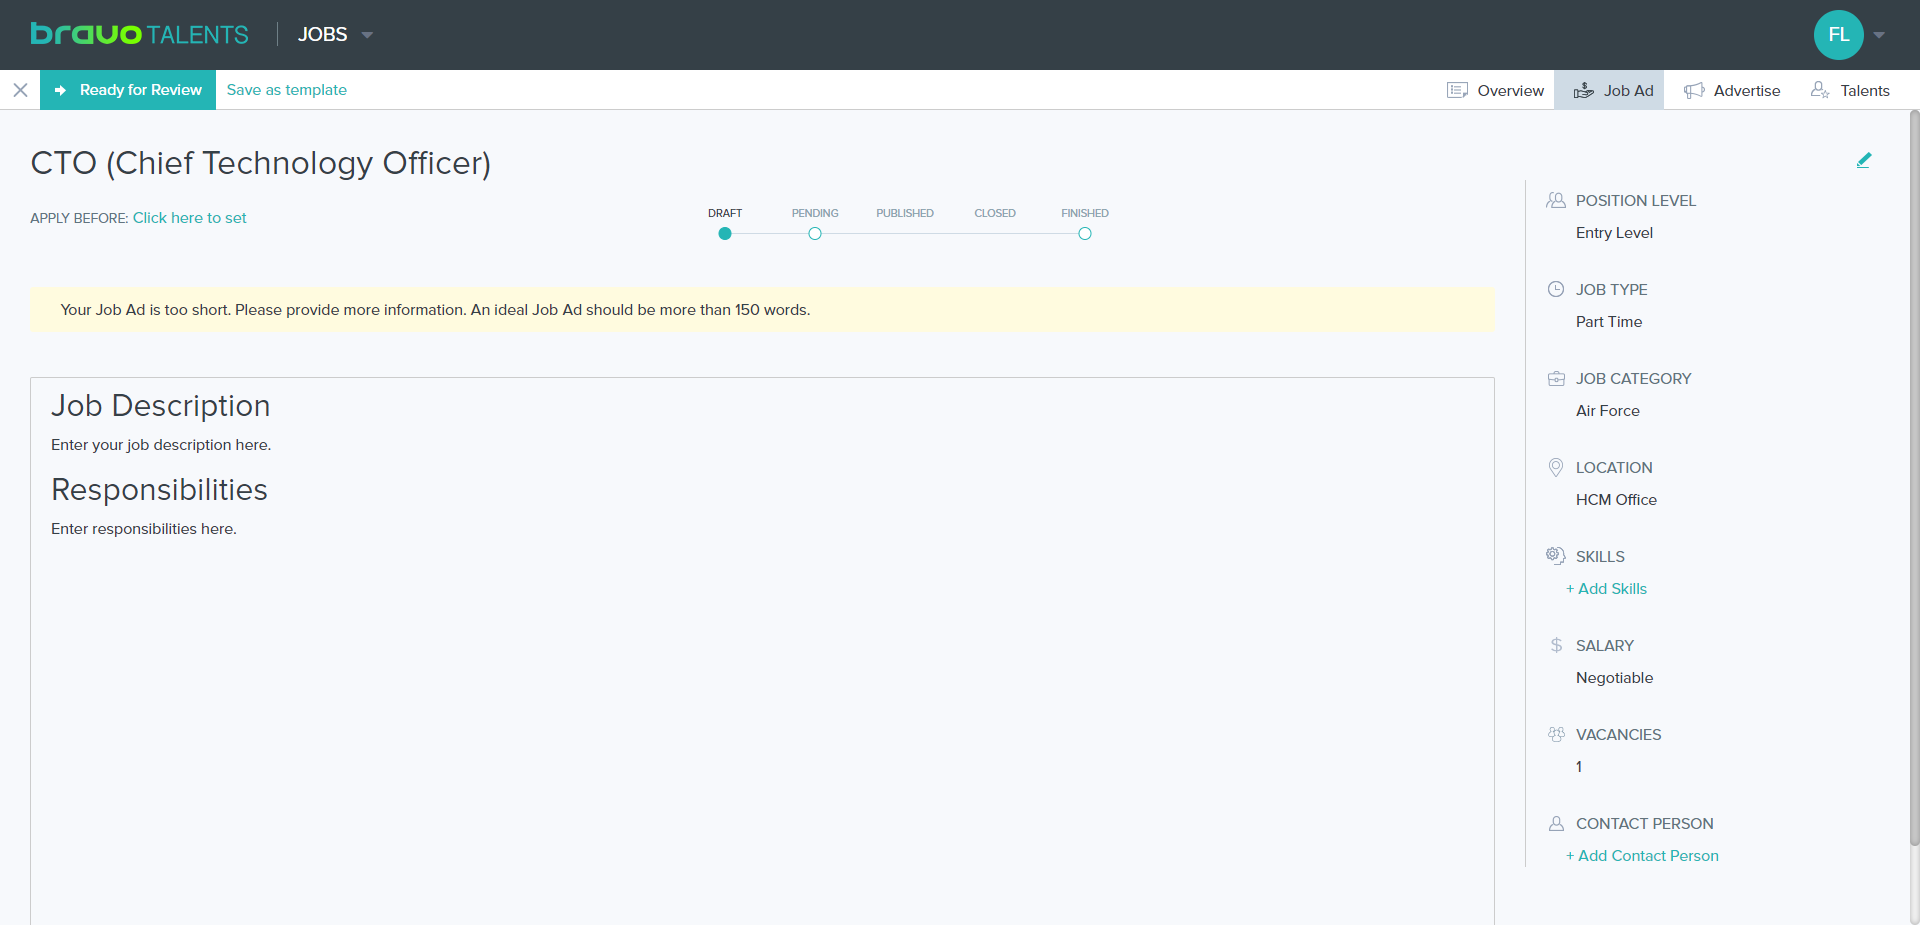 bravo TALENTS
JOBS
FL
Ready for Review
Save as template
Overview
Job Ad
Advertise
Talents
CTO (Chief Technology Officer)
APPLY BEFORE: Click here to set
DRAFT
PENDING
PUBLISHED
CLOSED
FINISHED
Your Job Ad is too short. Please provide more information. An ideal Job Ad should be more than 150 words.
Job Description
Enter your job description here.
Responsibilities
Enter responsibilities here.
POSITION LEVEL
Entry Level
JOB TYPE
Part Time
JOB CATEGORY
Air Force
LOCATION
HCM Office
SKILLS
+ Add Skills
SALARY
Negotiable
VACANCIES
1
CONTACT PERSON
+ Add Contact Person